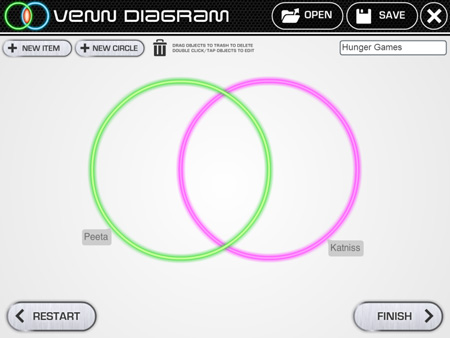 VENN DIAGRAM
OPEN
SAVE
+ NEW ITEM
+ NEW CIRCLE
DRAG OBJECTS TO TRASH TO DELETE
DOUBLE CLICK/TAP OBJECTS TO EDIT
Hunger Games
Peeta
Katniss
RESTART
FINISH